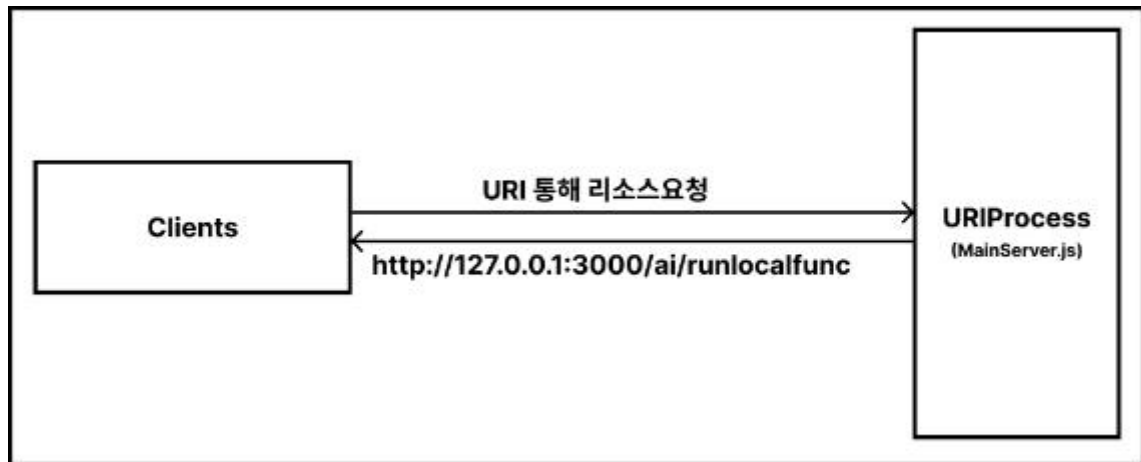 URI 통해 리소스요청
Clients
http://127.0.0.1:3000/ai/runlocalfunc
URIProcess
(MainServer.js)